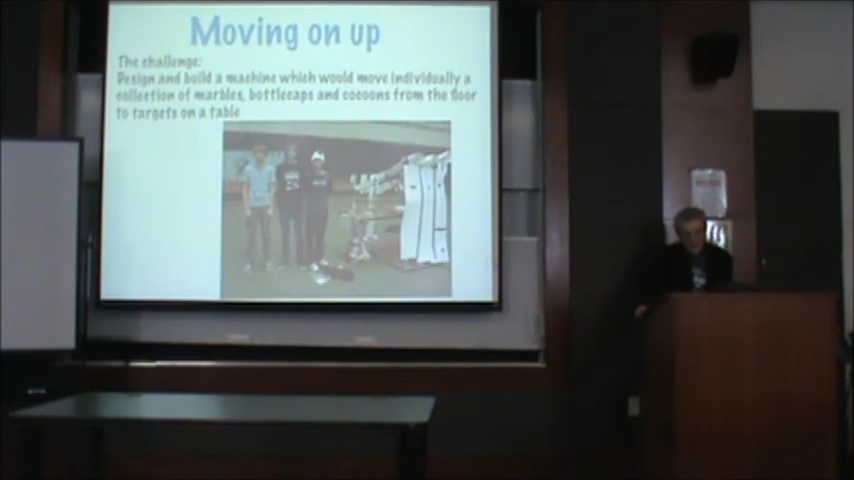 Moving on up
The challenge:
Design and build a machine which would move individually a
collection of marbles, bottlecaps and cocoons from the floor
to targets on a table